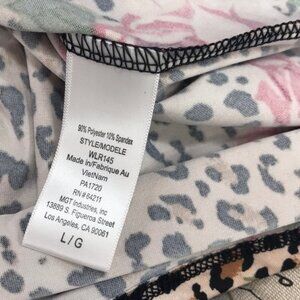 90% Polyester 10% Spandex
STYLE/MODELE
WLR145
Made in/Fabrique Au
VietNam
PA1720
RN# 64211
MGT Industries, inc
13889 S. Figueroa Street
Los Angeles, CA 90061
L / G